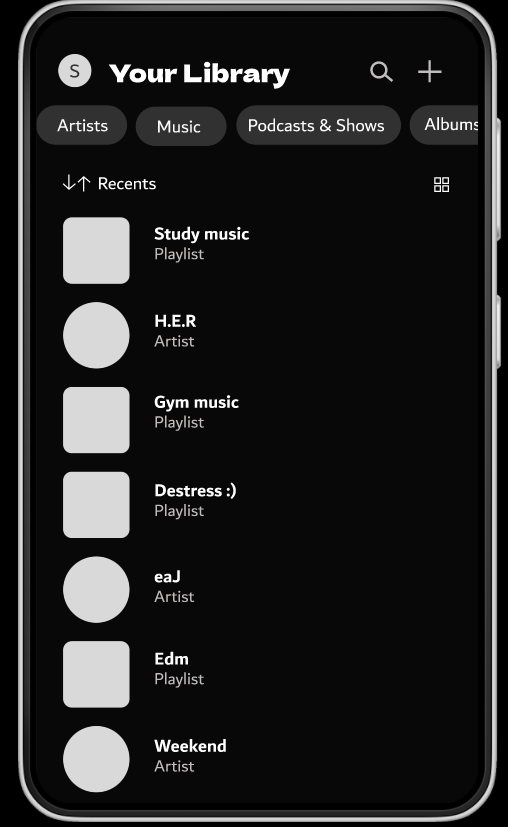 S Your Library
Artists Music Podcasts & Shows Albums
Recents
Study music
Playlist
H.E.R
Artist
Gym music
Playlist
Destress :)
Playlist
eaJ
Artist
Edm
Playlist
Weekend
Artist